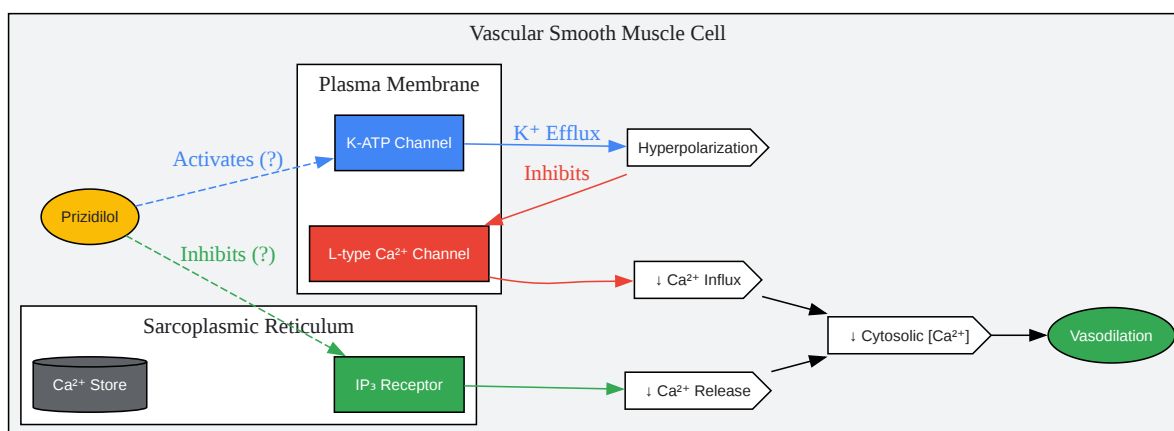 Vascular Smooth Muscle Cell
Plasma Membrane
K-ATP Channel
K⁺ Efflux
Hyperpolarization
Activates (?)
Inhibits
Prizidilol
L-type Ca²⁺ Channel
Inhibits (?)
↓ Ca²⁺ Influx
Sarcoplasmic Reticulum
↓ Cytosolic [Ca²⁺]
Vasodilation
Ca²⁺ Store
IP₃ Receptor
↓ Ca²⁺ Release